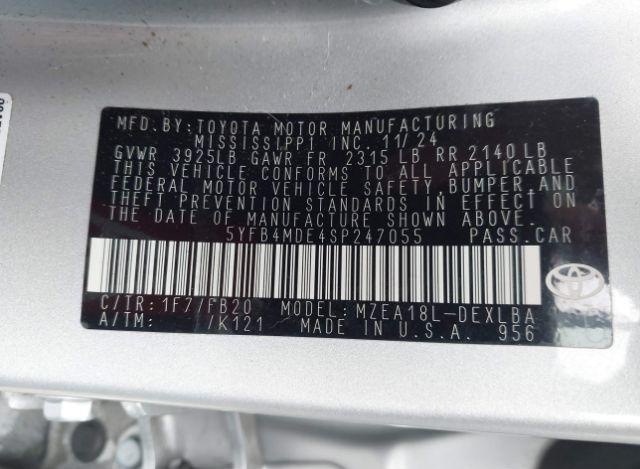 MFD.BY:TOYOTA MOTOR MANUFACTURING
MISSISSIPPI INC. 11/24
GVWR 3925LB GAWR FR 2315 LB RR 2140 LB
THIS VEHICLE CONFORMS TO ALL APPLICABLE
FEDERAL MOTOR VEHICLE SAFETY, BUMPER,AND
THEFT PREVENTION STANDARDS IN EFFECT ON
THE DATE OF MANUFACTURE SHOWN ABOVE.
5YFB4MDE4SP247055 PASS.CAR
C/TR:1F7/FB20 MODEL:MZEA18L-DEXLBA
A/TM: /K121 MADE IN U.S.A. 956